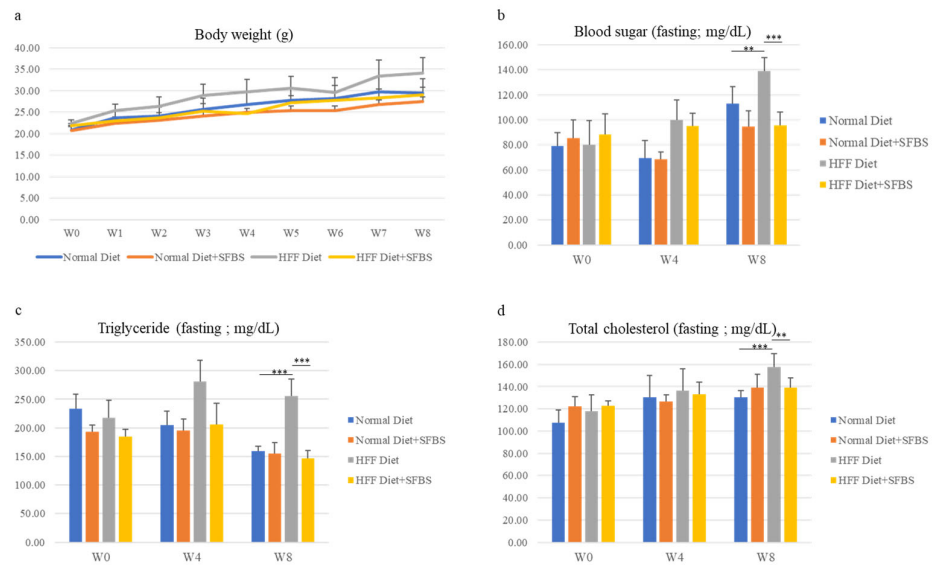 a
Body weight (g)
40.00
35.00
30.00
25.00
20.00
15.00
10.00
5.00
0.00
W0 W1 W2 W3 W4 W5 W6 W7 W8
Normal Diet Normal Diet+SFBS HFF Diet HFF Diet+SFBS
b
Blood sugar (fasting; mg/dL)
160.00
140.00
120.00
100.00
80.00
60.00
40.00
20.00
0.00
** ***
W0 W4 W8
Normal Diet
Normal Diet+SFBS
HFF Diet
HFF Diet+SFBS
c
Triglyceride (fasting ; mg/dL)
350.00
300.00
250.00
200.00
150.00
100.00
50.00
0.00
*** ***
W0 W4 W8
Normal Diet
Normal Diet+SFBS
HFF Diet
HFF Diet+SFBS
d
Total cholesterol (fasting ; mg/dL)
180.00
160.00
140.00
120.00
100.00
80.00
60.00
40.00
20.00
0.00
*** **
W0 W4 W8
Normal Diet
Normal Diet+SFBS
HFF Diet
HFF Diet+SFBS